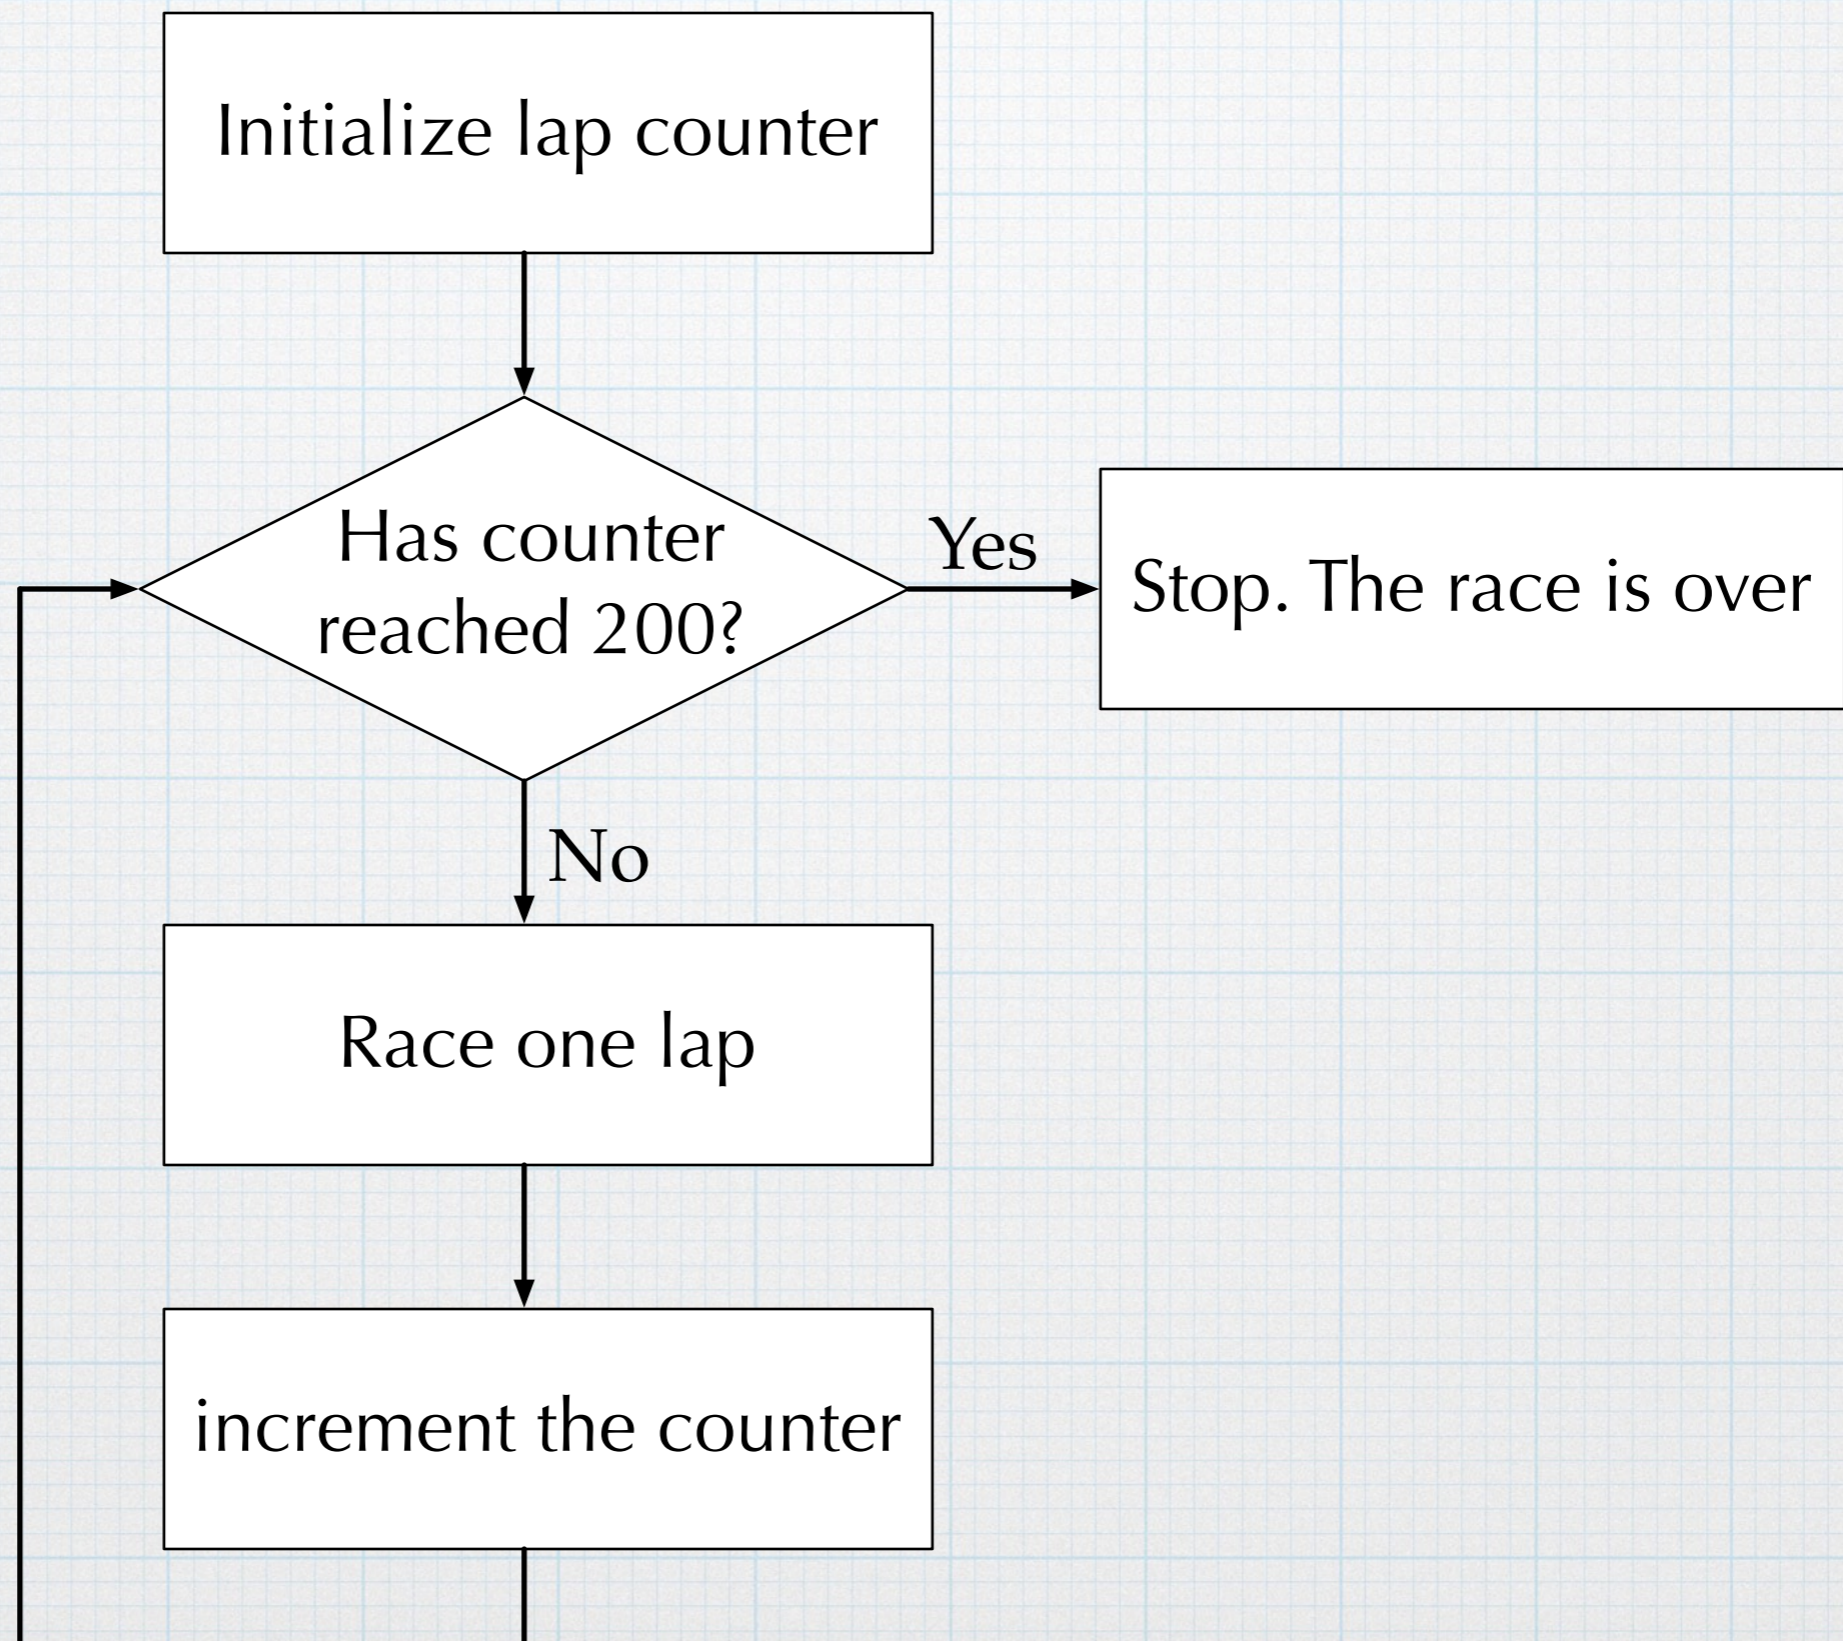 Initialize lap counter
Has counter
reached 200?
Yes
Stop. The race is over
No
Race one lap
increment the counter